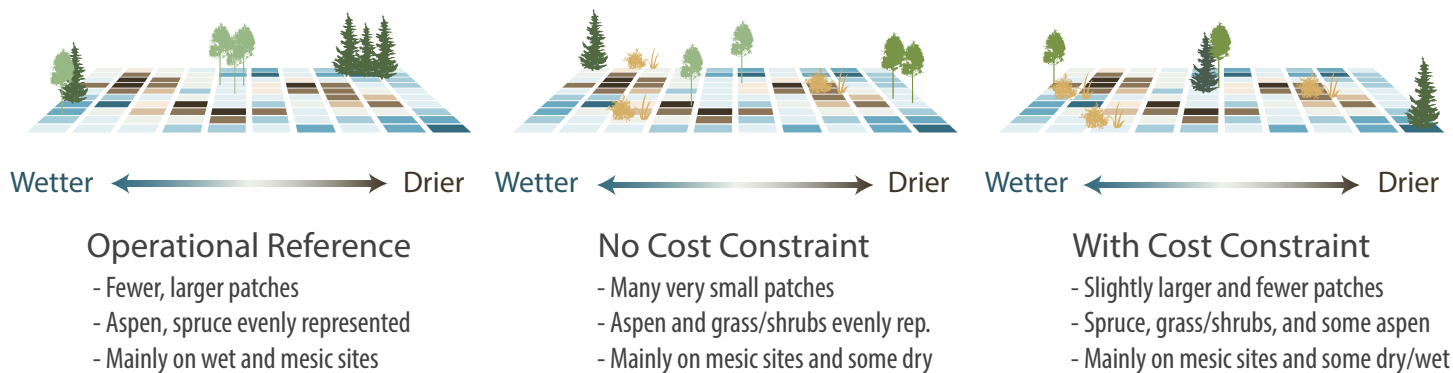 Wetter Drier Wetter Drier Wetter Drier
Operational Reference
- Fewer, larger patches
- Aspen, spruce evenly represented
- Mainly on wet and mesic sites
No Cost Constraint
- Many very small patches
- Aspen and grass/shrubs evenly rep.
- Mainly on mesic sites and some dry
With Cost Constraint
- Slightly larger and fewer patches
- Spruce, grass/shrubs, and some aspen
- Mainly on mesic sites and some dry/wet